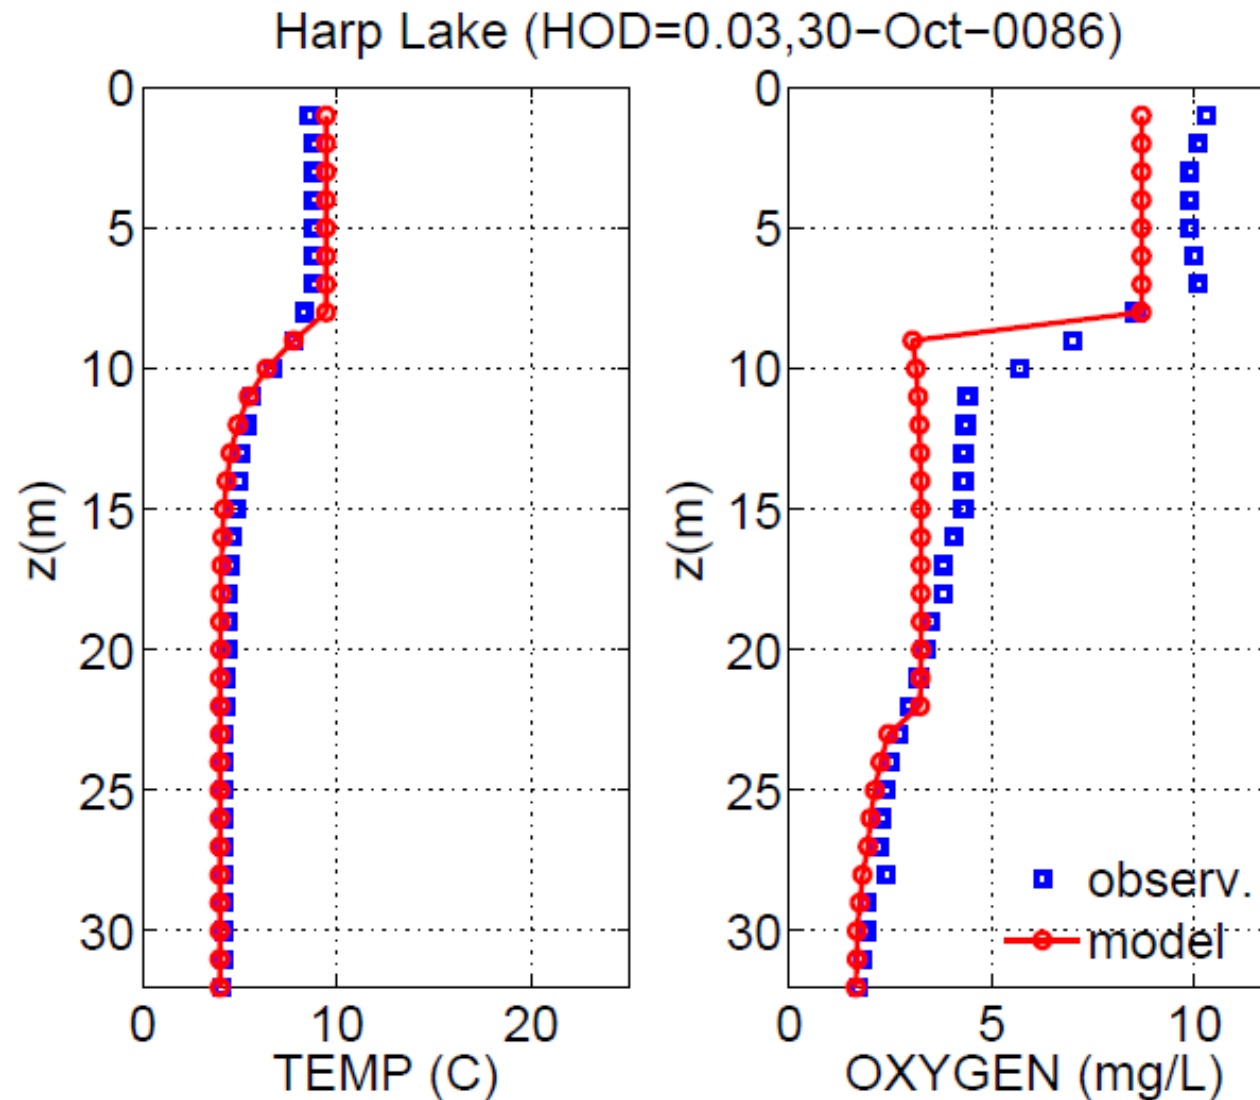 Harp Lake (HOD=0.03,30−Oct−0086)
0
5
10
15
20
25
30
z(m)
0 10 20
TEMP (C)
0
5
10
15
20
25
30
z(m)
observ.
model
0 5 10
OXYGEN (mg/L)